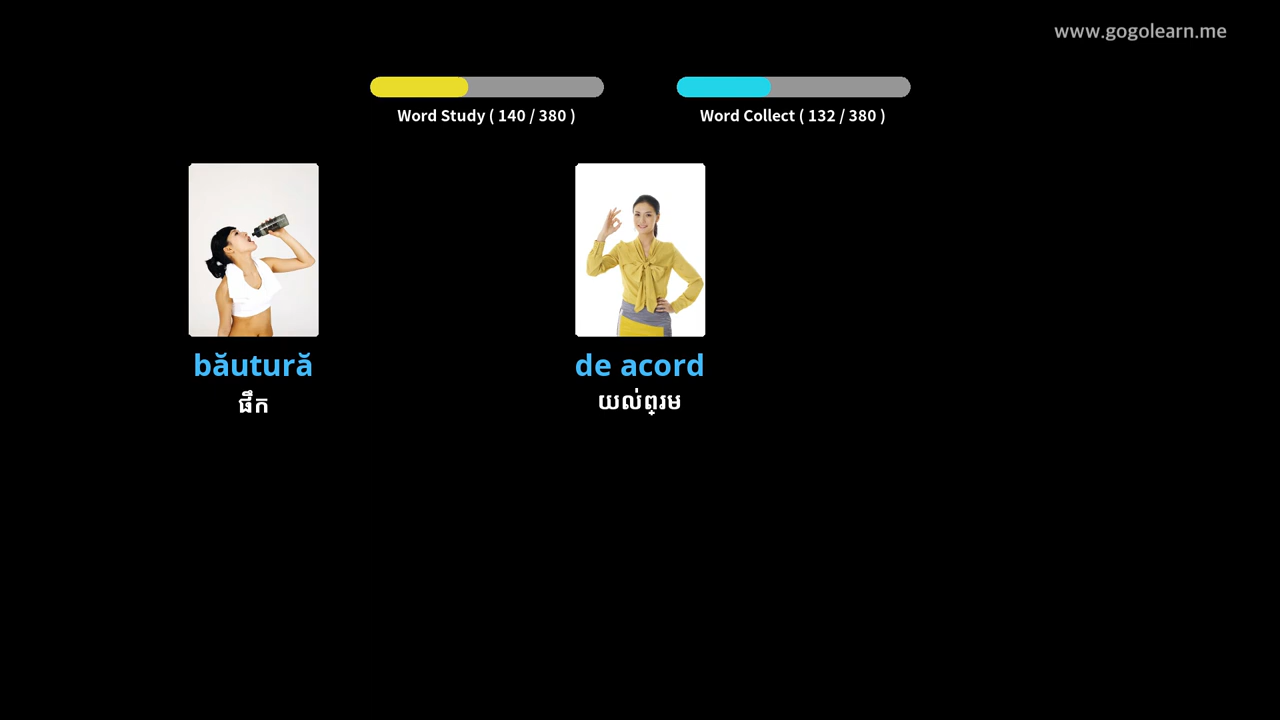 www.gogolearn.me
Word Study ( 140 / 380 )
Word Collect ( 132 / 380 )
băutură
de acord
ផឹក
យល់ព្រម